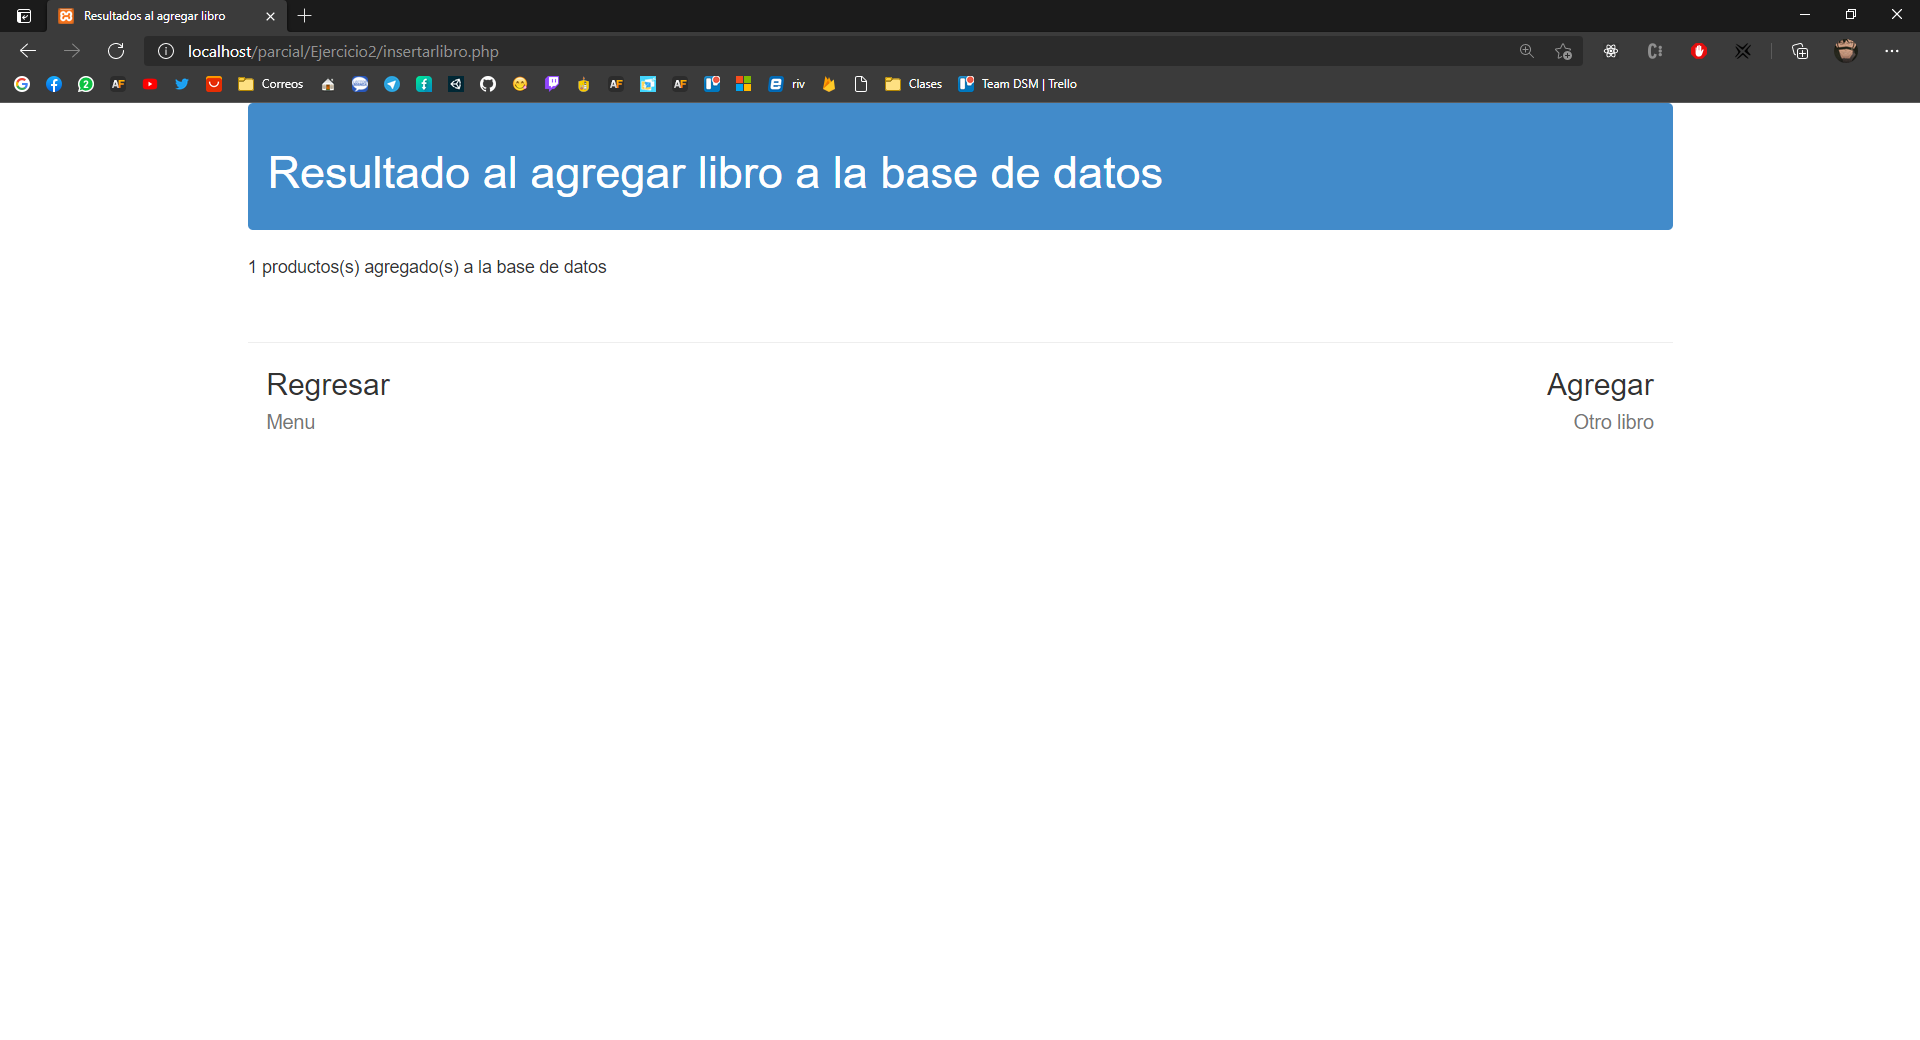 Resultados al agregar libro
localhost/parcial/Ejercicio2/insertarlibro.php
Correos
riv
Clases
Team DSM | Trello
Resultado al agregar libro a la base de datos
1 productos(s) agregado(s) a la base de datos
Regresar
Menu
Agregar
Otro libro